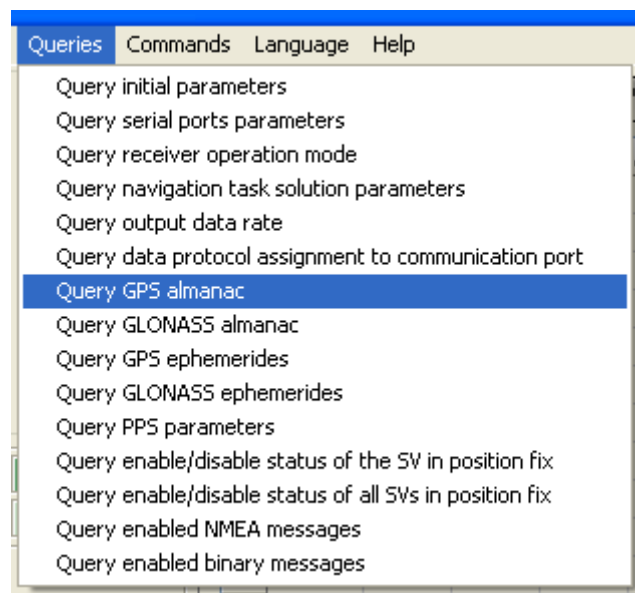 Queries Commands Language Help
Query initial parameters
Query serial ports parameters
Query receiver operation mode
Query navigation task solution parameters
Query output data rate
Query data protocol assignment to communication port
Query GPS almanac
Query GLONASS almanac
Query GPS ephemerides
Query GLONASS ephemerides
Query PPS parameters
Query enable/disable status of the SV in position fix
Query enable/disable status of all SVs in position fix
Query enabled NMEA messages
Query enabled binary messages